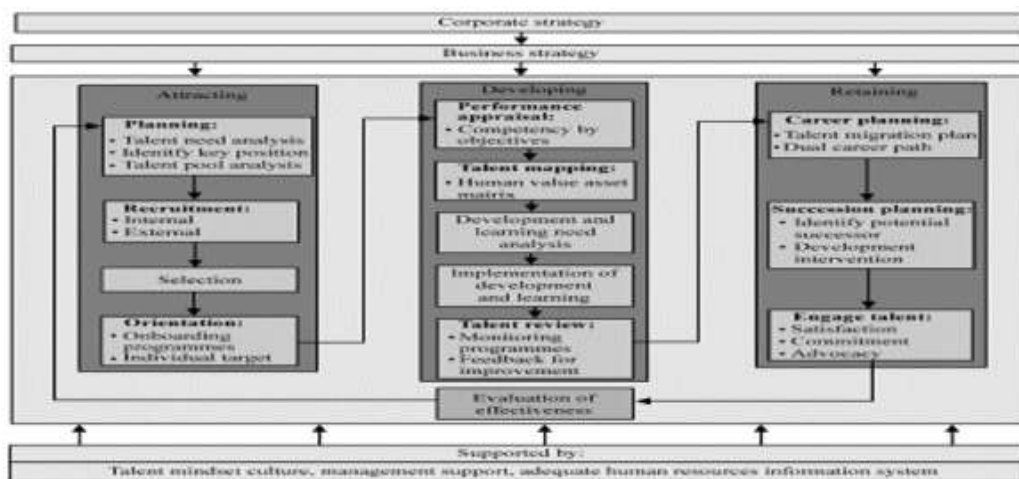 Corporate strategy
Business strategy
Attracting
Planning:
• Talent need analysis
• Identify key position
• Talent pool analysis
Recruitment:
• Internal
• External
Selection
Orientation:
• Onboarding
programmes
• Individual target
Developing
Performance
appraisal:
• Competency by
objectives
Talent mapping:
• Human value asset
matrix
Development and
learning need
analysis
Implementation of
development
and learning
Talent review:
• Monitoring
programmes
• Feedback for
improvement
Retaining
Career planning:
• Talent migration plan
• Dual career path
Succession planning:
• Identify potential
successor
• Development
intervention
Engage talent:
• Satisfaction
• Commitment
• Advocacy
Evaluation of
effectiveness
Supported by:
Talent mindset culture, management support, adequate human resources information system